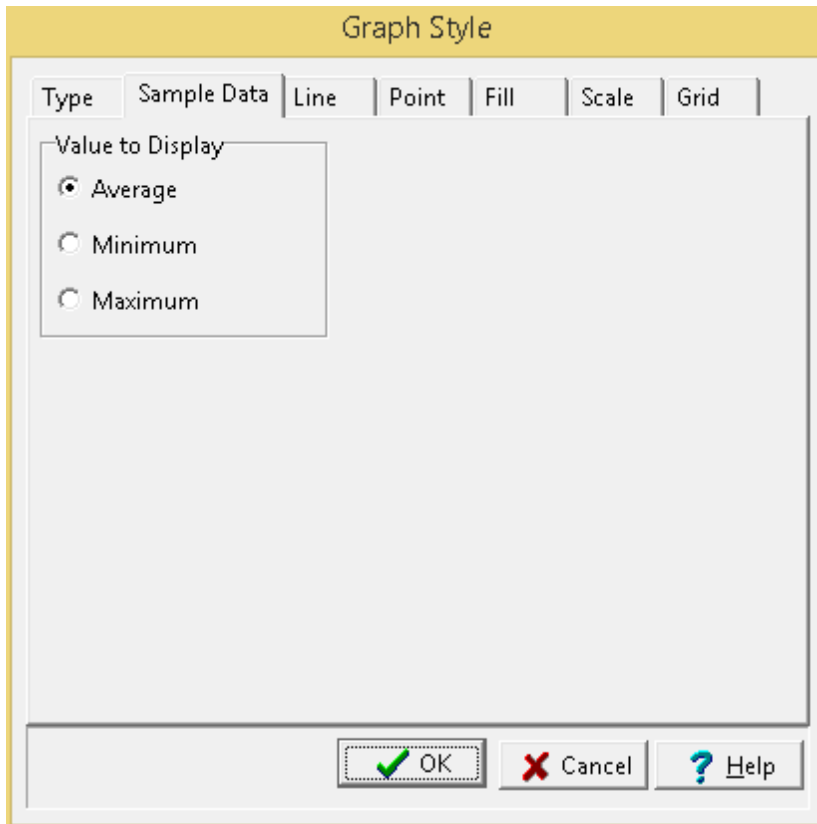 Graph Style
Type Sample Data Line Point Fill Scale Grid
Value to Display
Average
Minimum
Maximum
OK Cancel Help